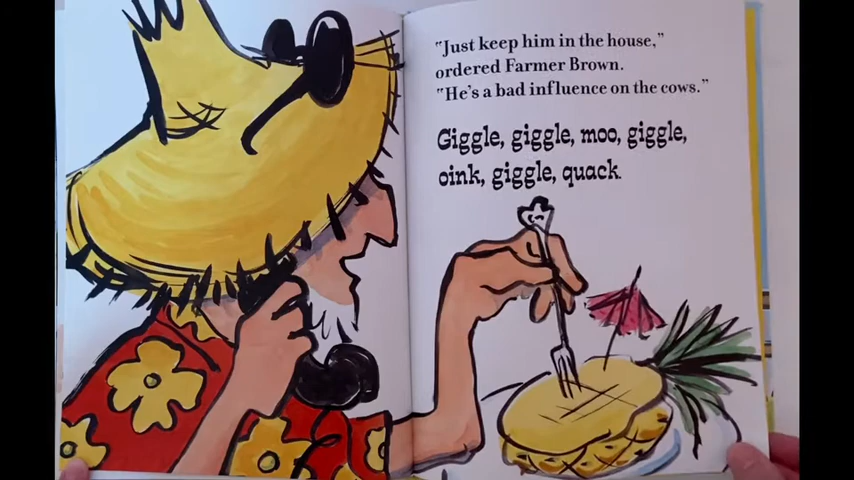 "Just keep him in the house,"
ordered Farmer Brown.
"He's a bad influence on the cows."
Giggle, giggle, moo, giggle,
oink, giggle, quack.